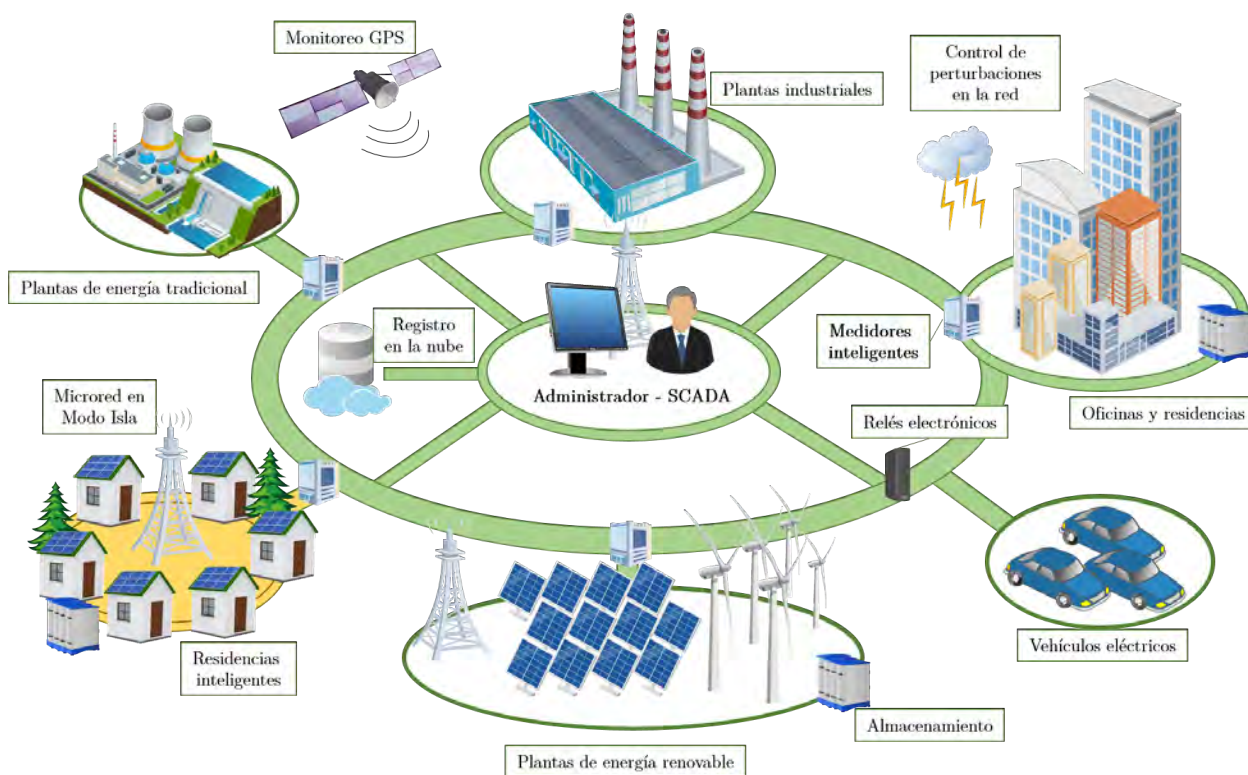 Monitoreo GPS
Plantas industriales
Control de
perturbaciones
en la red
Plantas de energía tradicional
Registro
en la nube
Medidores
inteligentes
Administrador - SCADA
Oficinas y residencias
Microred en
Modo Isla
Relés electrónicos
Residencias
inteligentes
Vehículos eléctricos
Almacenamiento
Plantas de energía renovable